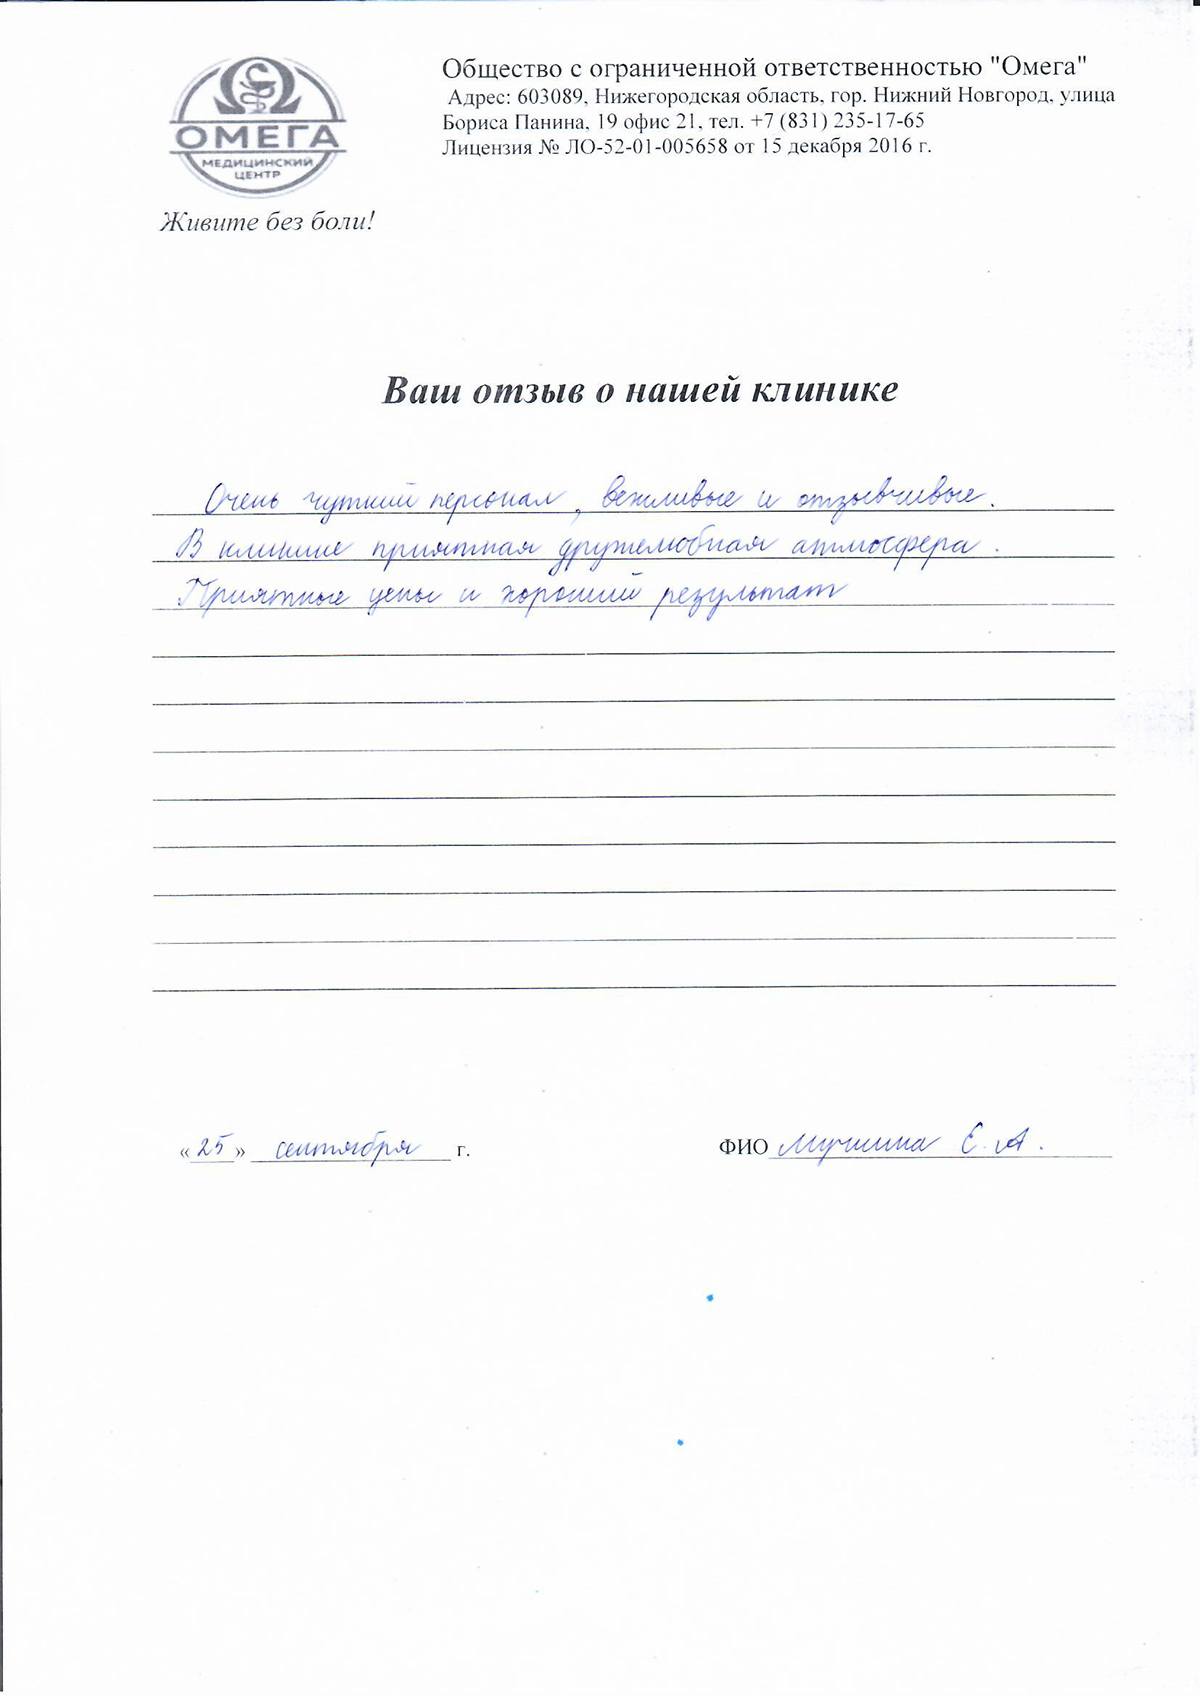 ОМЕГА
МЕДИЦИНСКИЙ
ЦЕНТР
Живите без боли!
Общество с ограниченной ответственностью "Омега"
Адрес: 603089, Нижегородская область, гор. Нижний Новгород, улица
Бориса Панина, 19 офис 21, тел. +7 (831) 235-17-65
Лицензия № ЛО-52-01-005658 от 15 декабря 2016 г.
Ваш отзыв о нашей клинике
Очень чуткий персонал, вежливые и отзывчивые.
В клинике приятная дружелюбная атмосфера.
Приятные цены и хороший результат
«25» сентября г.
ФИО Мучкина Е. А.